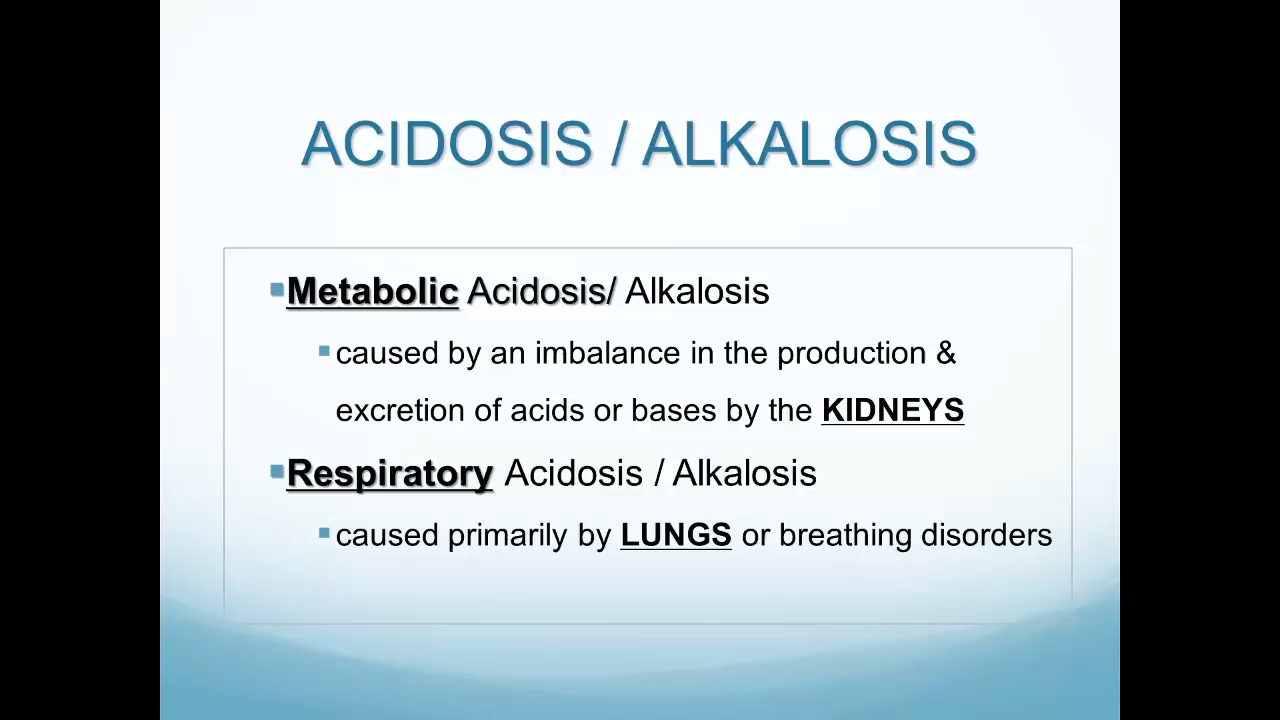 ACIDOSIS / ALKALOSIS
Metabolic Acidosis/ Alkalosis
caused by an imbalance in the production &
excretion of acids or bases by the KIDNEYS
Respiratory Acidosis / Alkalosis
caused primarily by LUNGS or breathing disorders